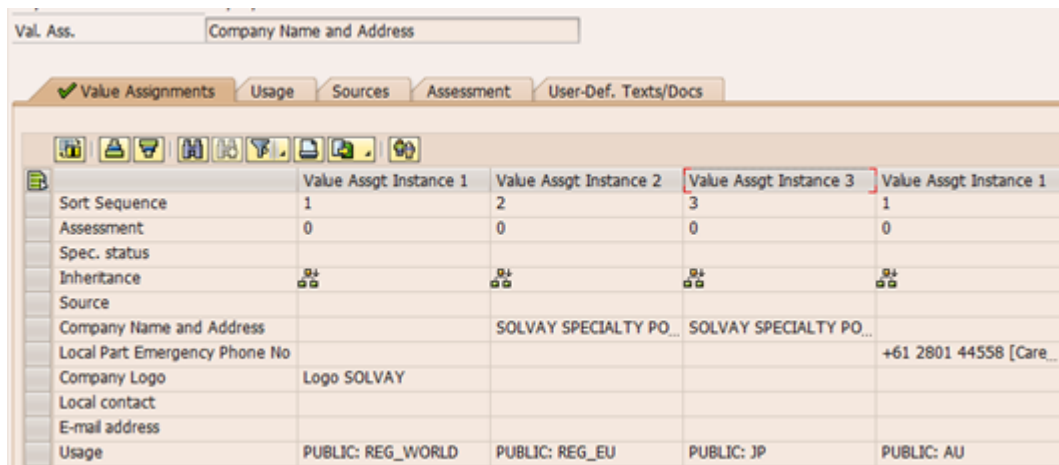 Val. Ass. Company Name and Address
Value Assignments Usage Sources Assessment User-Def. Texts/Docs
Value Assgt Instance 1 Value Assgt Instance 2 Value Assgt Instance 3 Value Assgt Instance 1
Sort Sequence 1 2 3 1
Assessment 0 0 0 0
Spec. status
Inheritance
Source
Company Name and Address SOLVAY SPECIALTY PO... SOLVAY SPECIALTY PO...
Local Part Emergency Phone No +61 2801 44558 [Care...
Company Logo Logo SOLVAY
Local contact
E-mail address
Usage PUBLIC: REG_WORLD PUBLIC: REG_EU PUBLIC: JP PUBLIC: AU